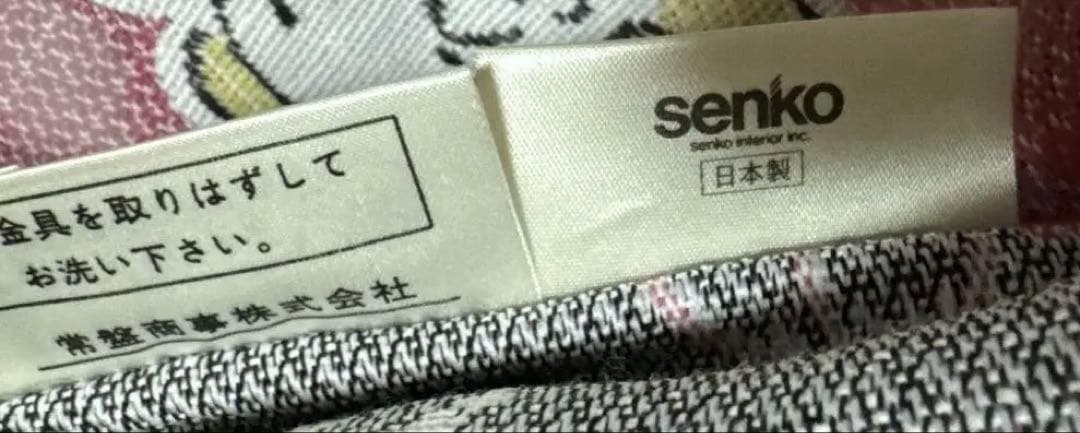 金具を取りはずして
お洗い下さい。
常盤商事株式会社
senko
senko interior inc.
日本製